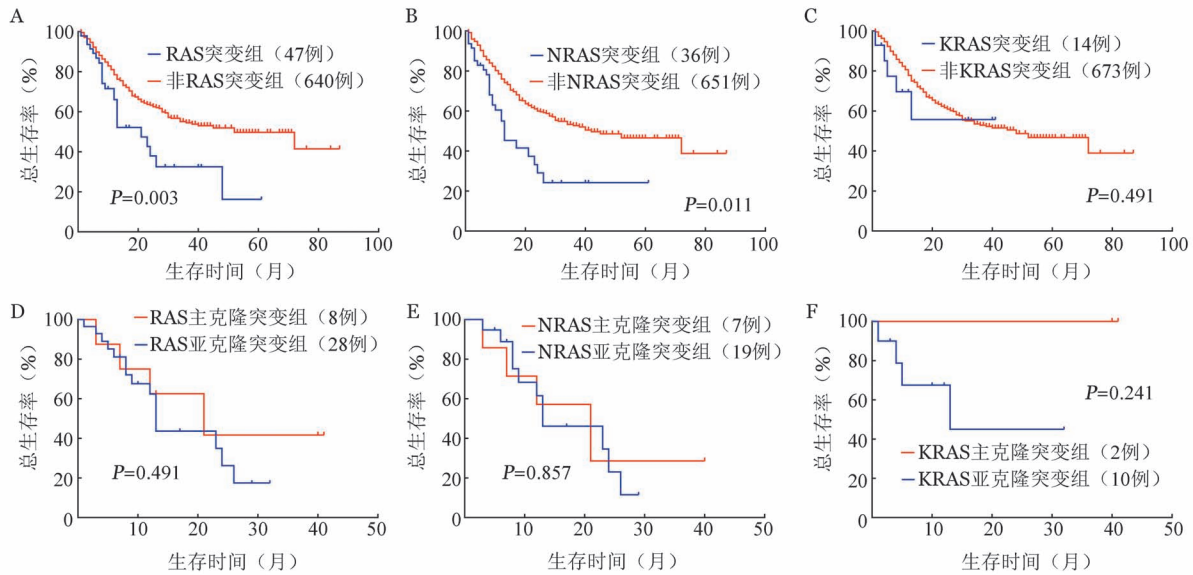 A
RAS突变组（47例）
非RAS突变组（640例）
总生存率（%）
100
80
60
40
20
0
P=0.003
20
40
60
80
100
生存时间（月）
B
NRAS突变组（36例）
非NRAS突变组（651例）
总生存率（%）
100
80
60
40
20
0
P=0.011
20
40
60
80
100
生存时间（月）
C
KRAS突变组（14例）
非KRAS突变组（673例）
总生存率（%）
100
80
60
40
20
0
P=0.491
20
40
60
80
100
生存时间（月）
D
RAS主克隆突变组（8例）
RAS亚克隆突变组（28例）
总生存率（%）
100
80
60
40
20
0
P=0.491
10
20
30
40
50
生存时间（月）
E
NRAS主克隆突变组（7例）
NRAS亚克隆突变组（19例）
总生存率（%）
100
80
60
40
20
0
P=0.857
10
20
30
40
50
生存时间（月）
F
总生存率（%）
100
80
60
40
20
0
P=0.241
KRAS主克隆突变组（2例）
KRAS亚克隆突变组（10例）
10
20
30
40
50
生存时间（月）